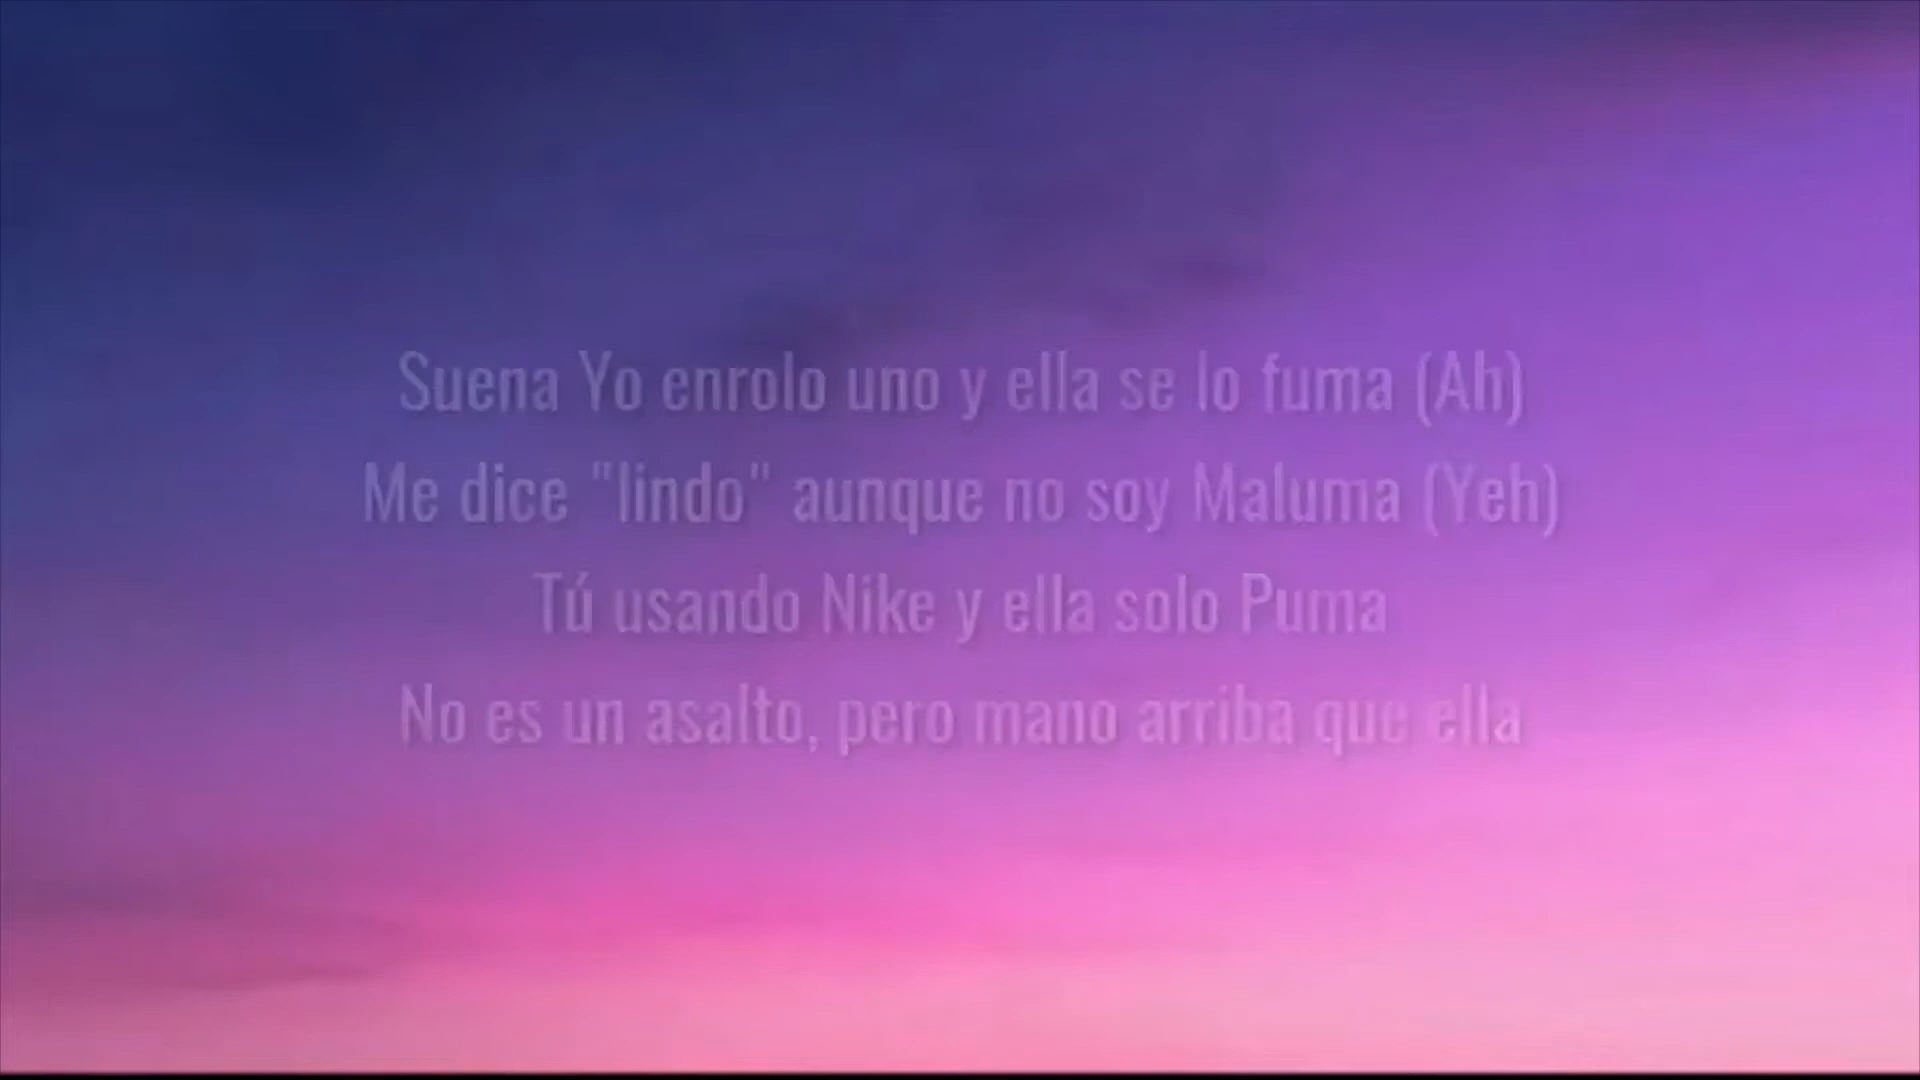 Suena Yo enrolo uno y ella se lo fuma (Ah)
Me dice "lindo" aunque no soy Maluma (Yeh)
Tú usando Nike y ella solo Puma
No es un asalto, pero mano arriba que ella